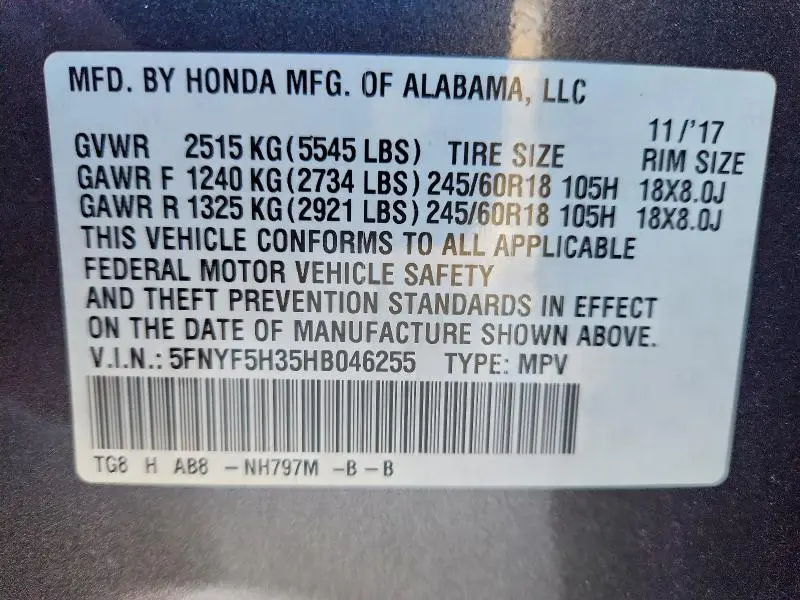 MFD. BY HONDA MFG. OF ALABAMA, LLC
11/'17
GVWR 2515 KG(5545 LBS) TIRE SIZE RIM SIZE
GAWR F 1240 KG(2734 LBS) 245/60R18 105H 18X8.0J
GAWR R 1325 KG(2921 LBS) 245/60R18 105H 18X8.0J
THIS VEHICLE CONFORMS TO ALL APPLICABLE
FEDERAL MOTOR VEHICLE SAFETY
AND THEFT PREVENTION STANDARDS IN EFFECT
ON THE DATE OF MANUFACTURE SHOWN ABOVE.
V.I.N.: 5FNYF5H35HB046255 TYPE: MPV
TG8 H AB8 -NH797M -B-B